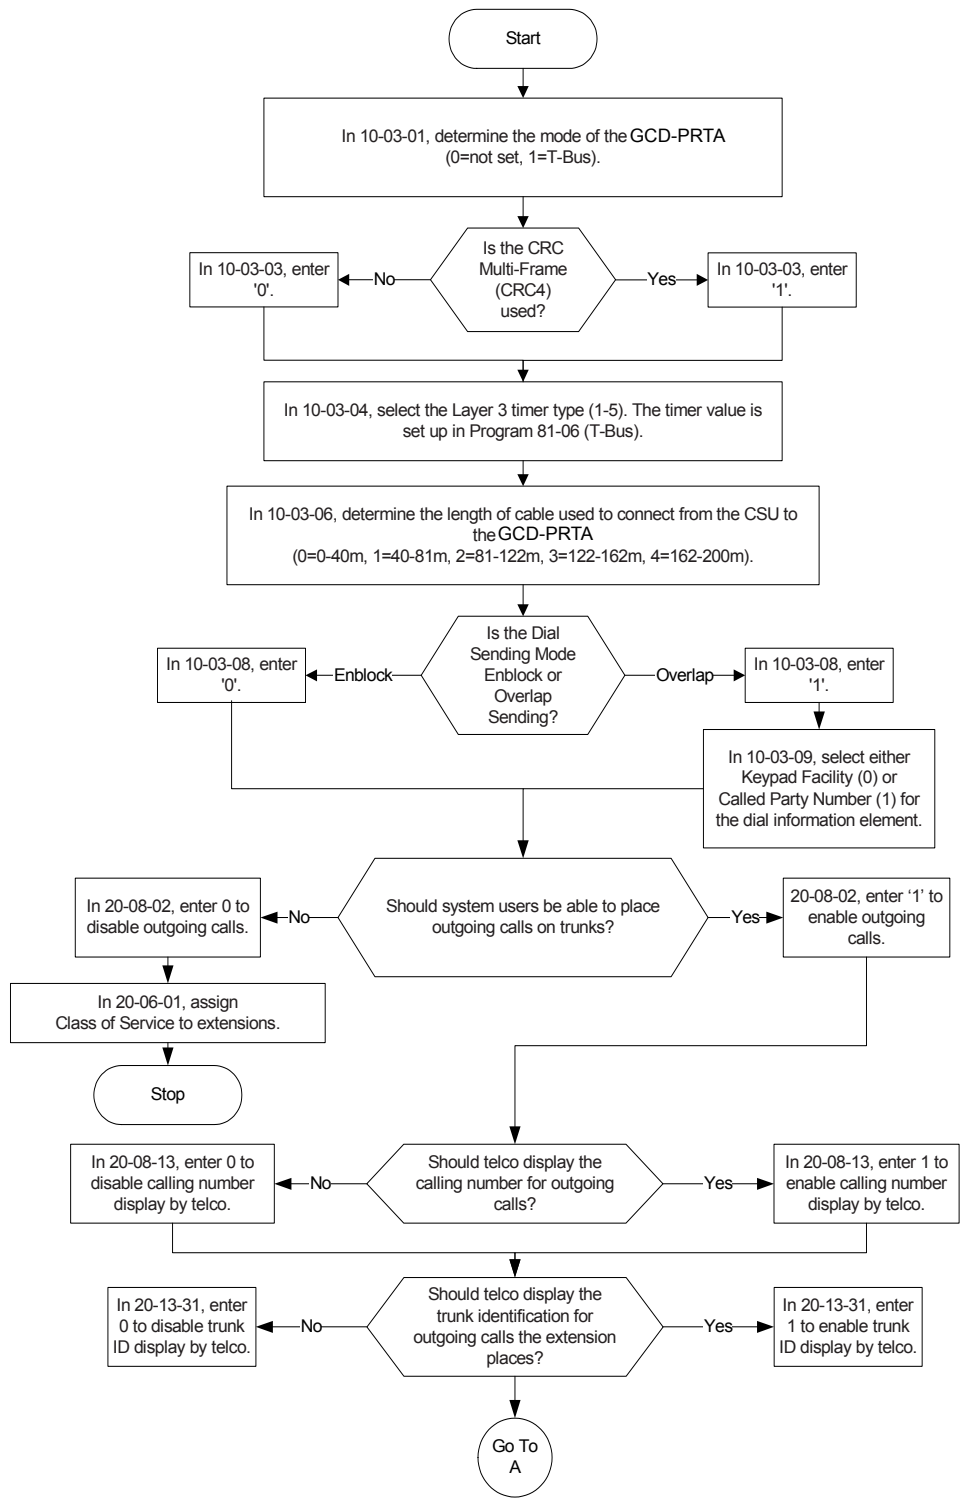 Start
In 10-03-01, determine the mode of the GCD-PRTA
(0=not set, 1=T-Bus).
Is the CRC
Multi-Frame
(CRC4)
used?
No
Yes
In 10-03-03, enter
'0'.
In 10-03-03, enter
'1'.
In 10-03-04, select the Layer 3 timer type (1-5). The timer value is
set up in Program 81-06 (T-Bus).
In 10-03-06, determine the length of cable used to connect from the CSU to
the GCD-PRTA
(0=0-40m, 1=40-81m, 2=81-122m, 3=122-162m, 4=162-200m).
Is the Dial
Sending Mode
Enblock or
Overlap
Sending?
Enblock
Overlap
In 10-03-08, enter
'0'.
In 10-03-08, enter
'1'.
In 10-03-09, select either
Keypad Facility (0) or
Called Party Number (1) for
the dial information element.
Should system users be able to place
outgoing calls on trunks?
No
Yes
In 20-08-02, enter 0 to
disable outgoing calls.
20-08-02, enter ‘1’ to
enable outgoing
calls.
In 20-06-01, assign
Class of Service to extensions.
Stop
Should telco display the
calling number for outgoing
calls?
No
Yes
In 20-08-13, enter 0 to
disable calling number
display by telco.
In 20-08-13, enter 1 to
enable calling number
display by telco.
Should telco display the
trunk identification for
outgoing calls the extension
places?
No
Yes
In 20-13-31, enter
0 to disable trunk
ID display by telco.
In 20-13-31, enter
1 to enable trunk
ID display by telco.
Go To
A